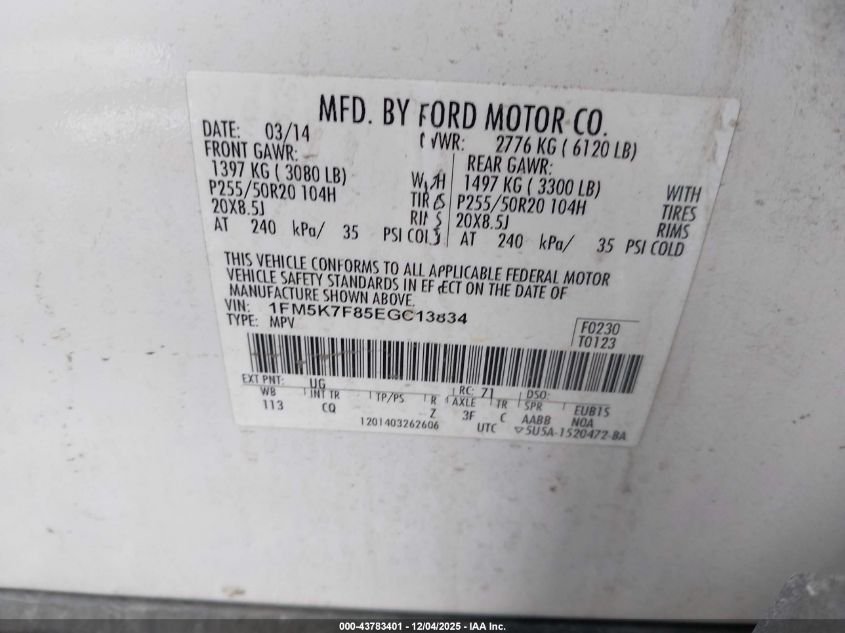 MFD. BY FORD MOTOR CO.
DATE: 03/14 GVWR: 2776 KG ( 6120 LB)
FRONT GAWR: REAR GAWR:
1397 KG ( 3080 LB) WITH 1497 KG ( 3300 LB) WITH
P255/50R20 104H TIRES P255/50R20 104H TIRES
20X8.5J RIMS 20X8.5J RIMS
AT 240 kPa/ 35 PSI COLD AT 240 kPa/ 35 PSI COLD
THIS VEHICLE CONFORMS TO ALL APPLICABLE FEDERAL MOTOR
VEHICLE SAFETY STANDARDS IN EFFECT ON THE DATE OF
MANUFACTURE SHOWN ABOVE.
VIN: 1FM5K7F85EGC13834
TYPE: MPV
F0230
T0123
EXT PNT: UG RC: 71 DSO:
WB INT TR TP/PS R AXLE TR SPR EUB15
113 CQ Z 3F C AABB NOA
1201403262606 UTC ▽5U5A-1520472-BA
000-43783401 - 12/04/2025 - IAA Inc.